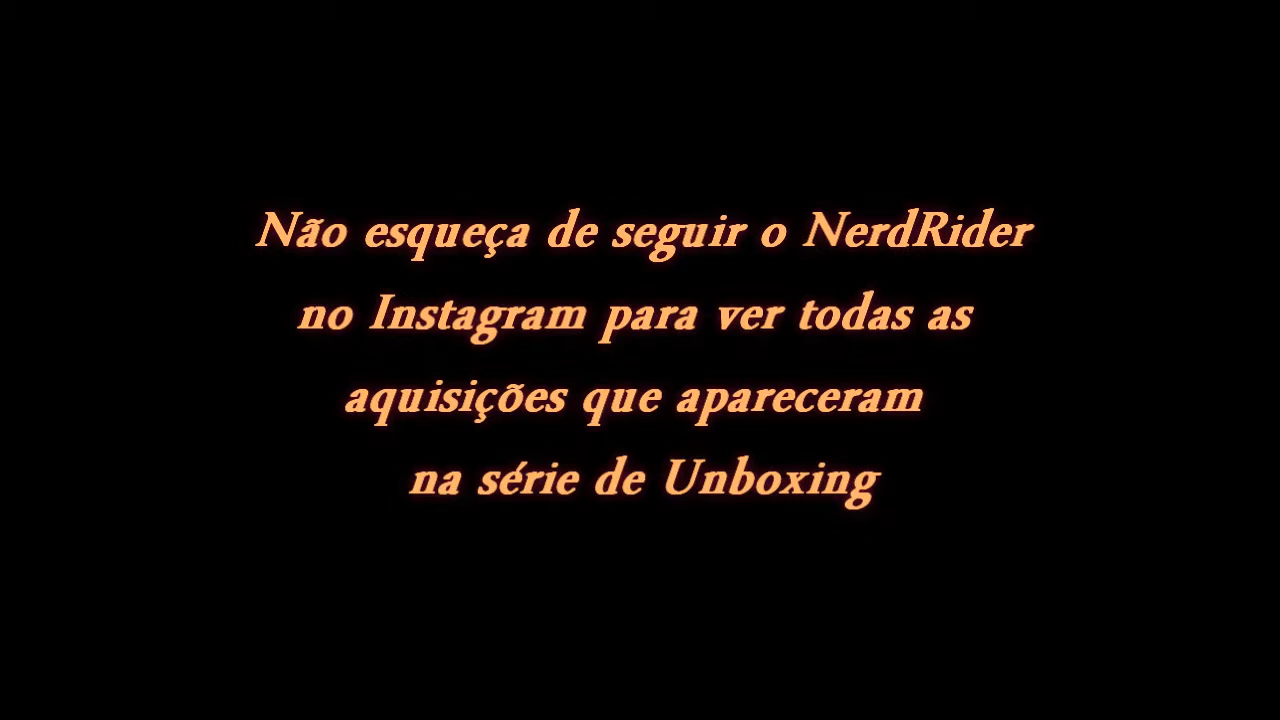 Não esqueça de seguir o NerdRider
no Instagram para ver todas as
aquisições que apareceram
na série de Unboxing